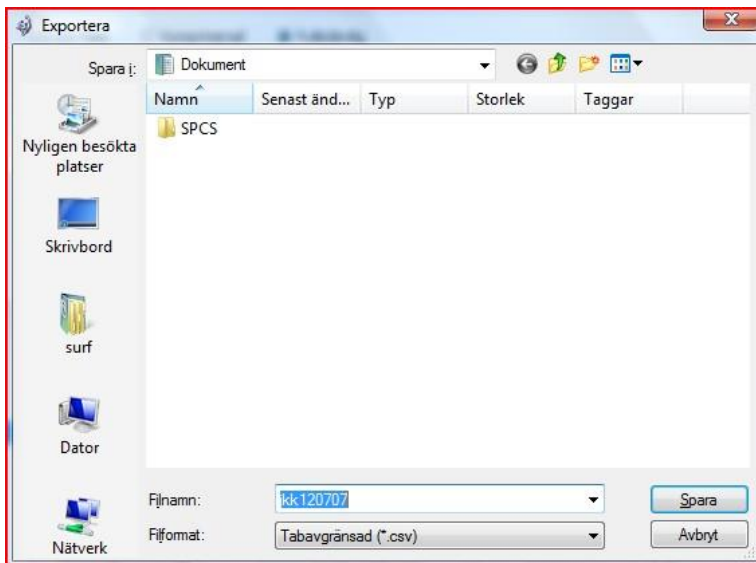 Exportera
Spara i: Dokument
Namn Senast änd... Typ Storlek Taggar
SPCS
Nyligen besökta
platser
Skrivbord
surf
Dator
Nätverk
Filnamn: ikk120707 Spara
Filformat: Tabavgränsad (*.csv) Avbryt